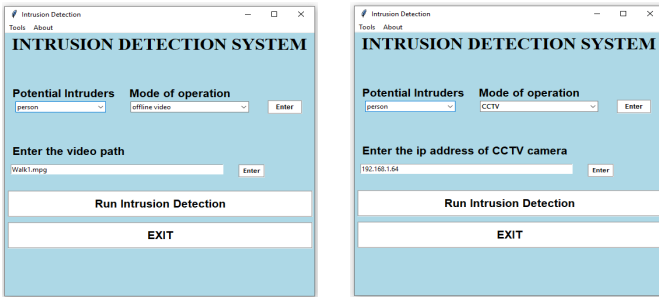 Intrusion Detection
Tools About
INTRUSION DETECTION SYSTEM
Potential Intruders Mode of operation
person offline video Enter
Enter the video path
Walk1.mpg Enter
Run Intrusion Detection
EXIT
Intrusion Detection
Tools About
INTRUSION DETECTION SYSTEM
Potential Intruders Mode of operation
person CCTV Enter
Enter the ip address of CCTV camera
192.168.1.64 Enter
Run Intrusion Detection
EXIT